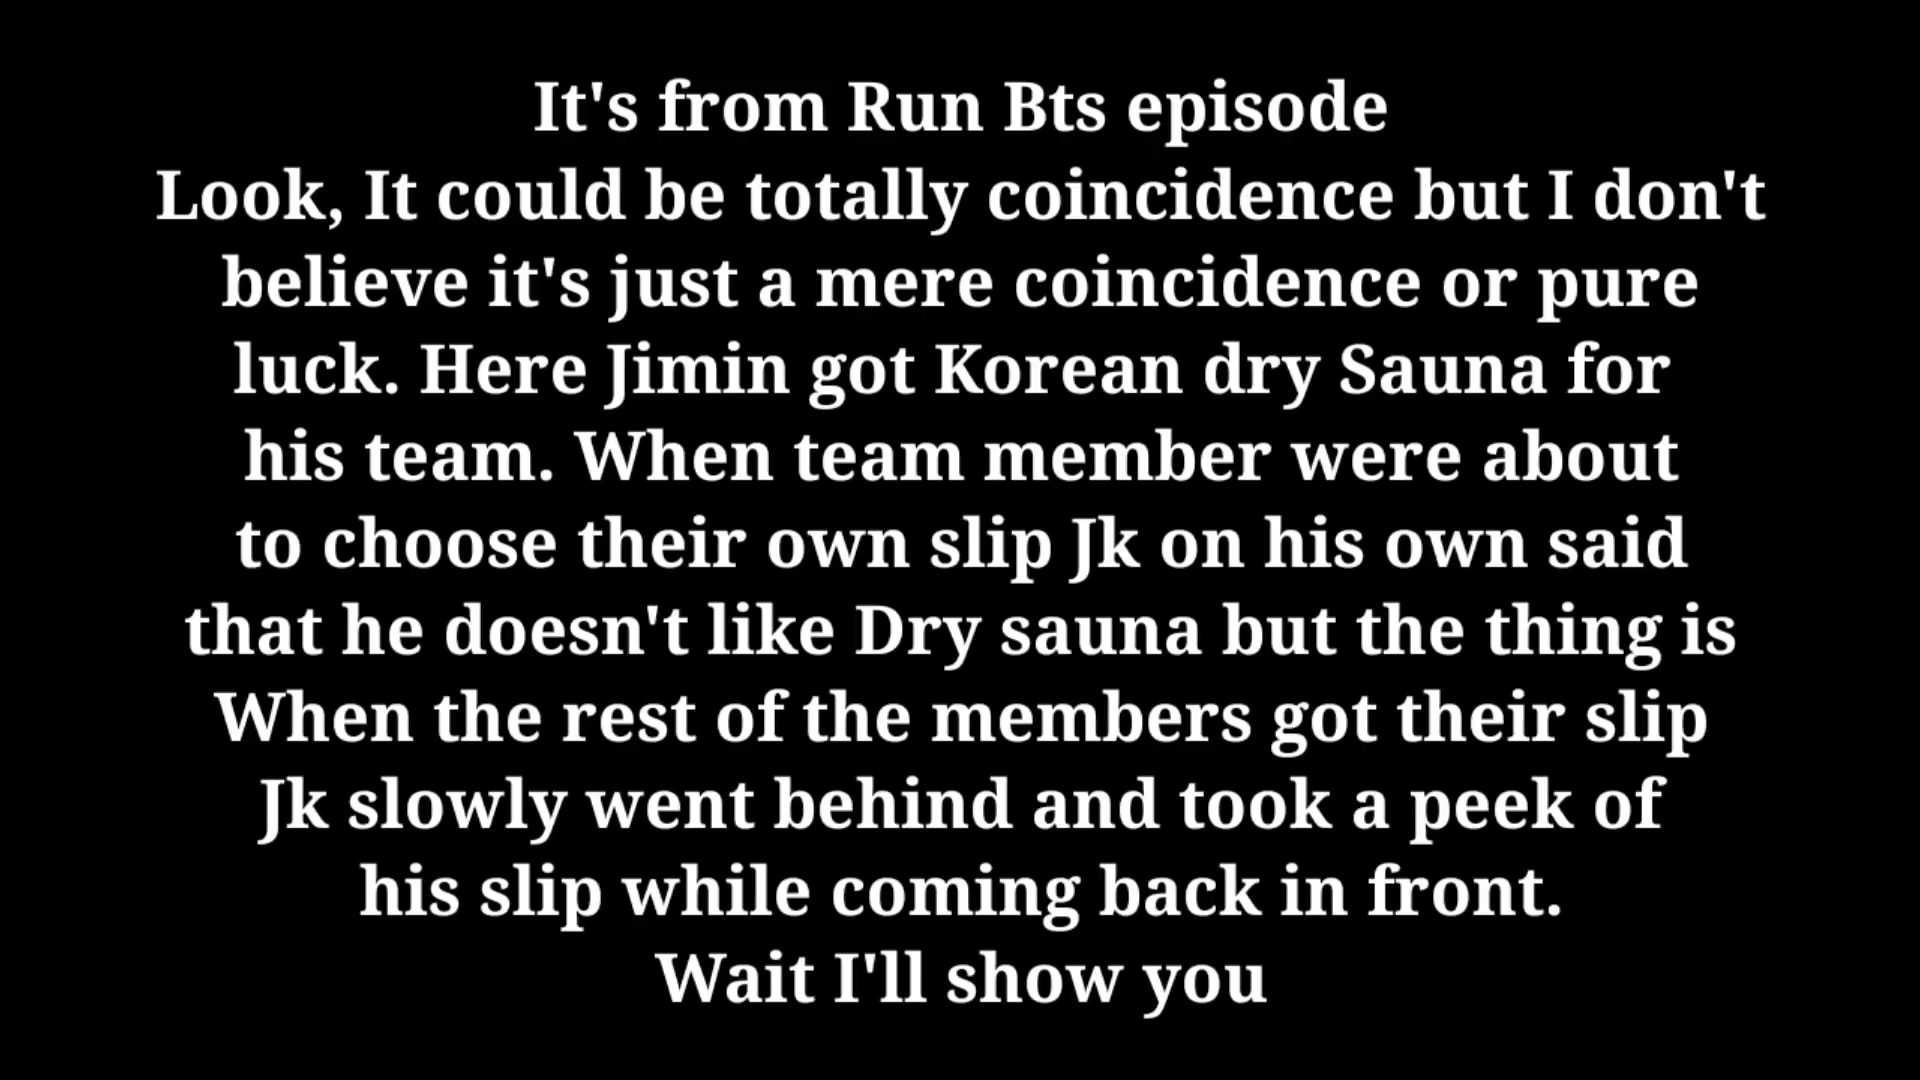 It's from Run Bts episode
Look, It could be totally coincidence but I don't
believe it's just a mere coincidence or pure
luck. Here Jimin got Korean dry Sauna for
his team. When team member were about
to choose their own slip Jk on his own said
that he doesn't like Dry sauna but the thing is
When the rest of the members got their slip
Jk slowly went behind and took a peek of
his slip while coming back in front.
Wait I'll show you